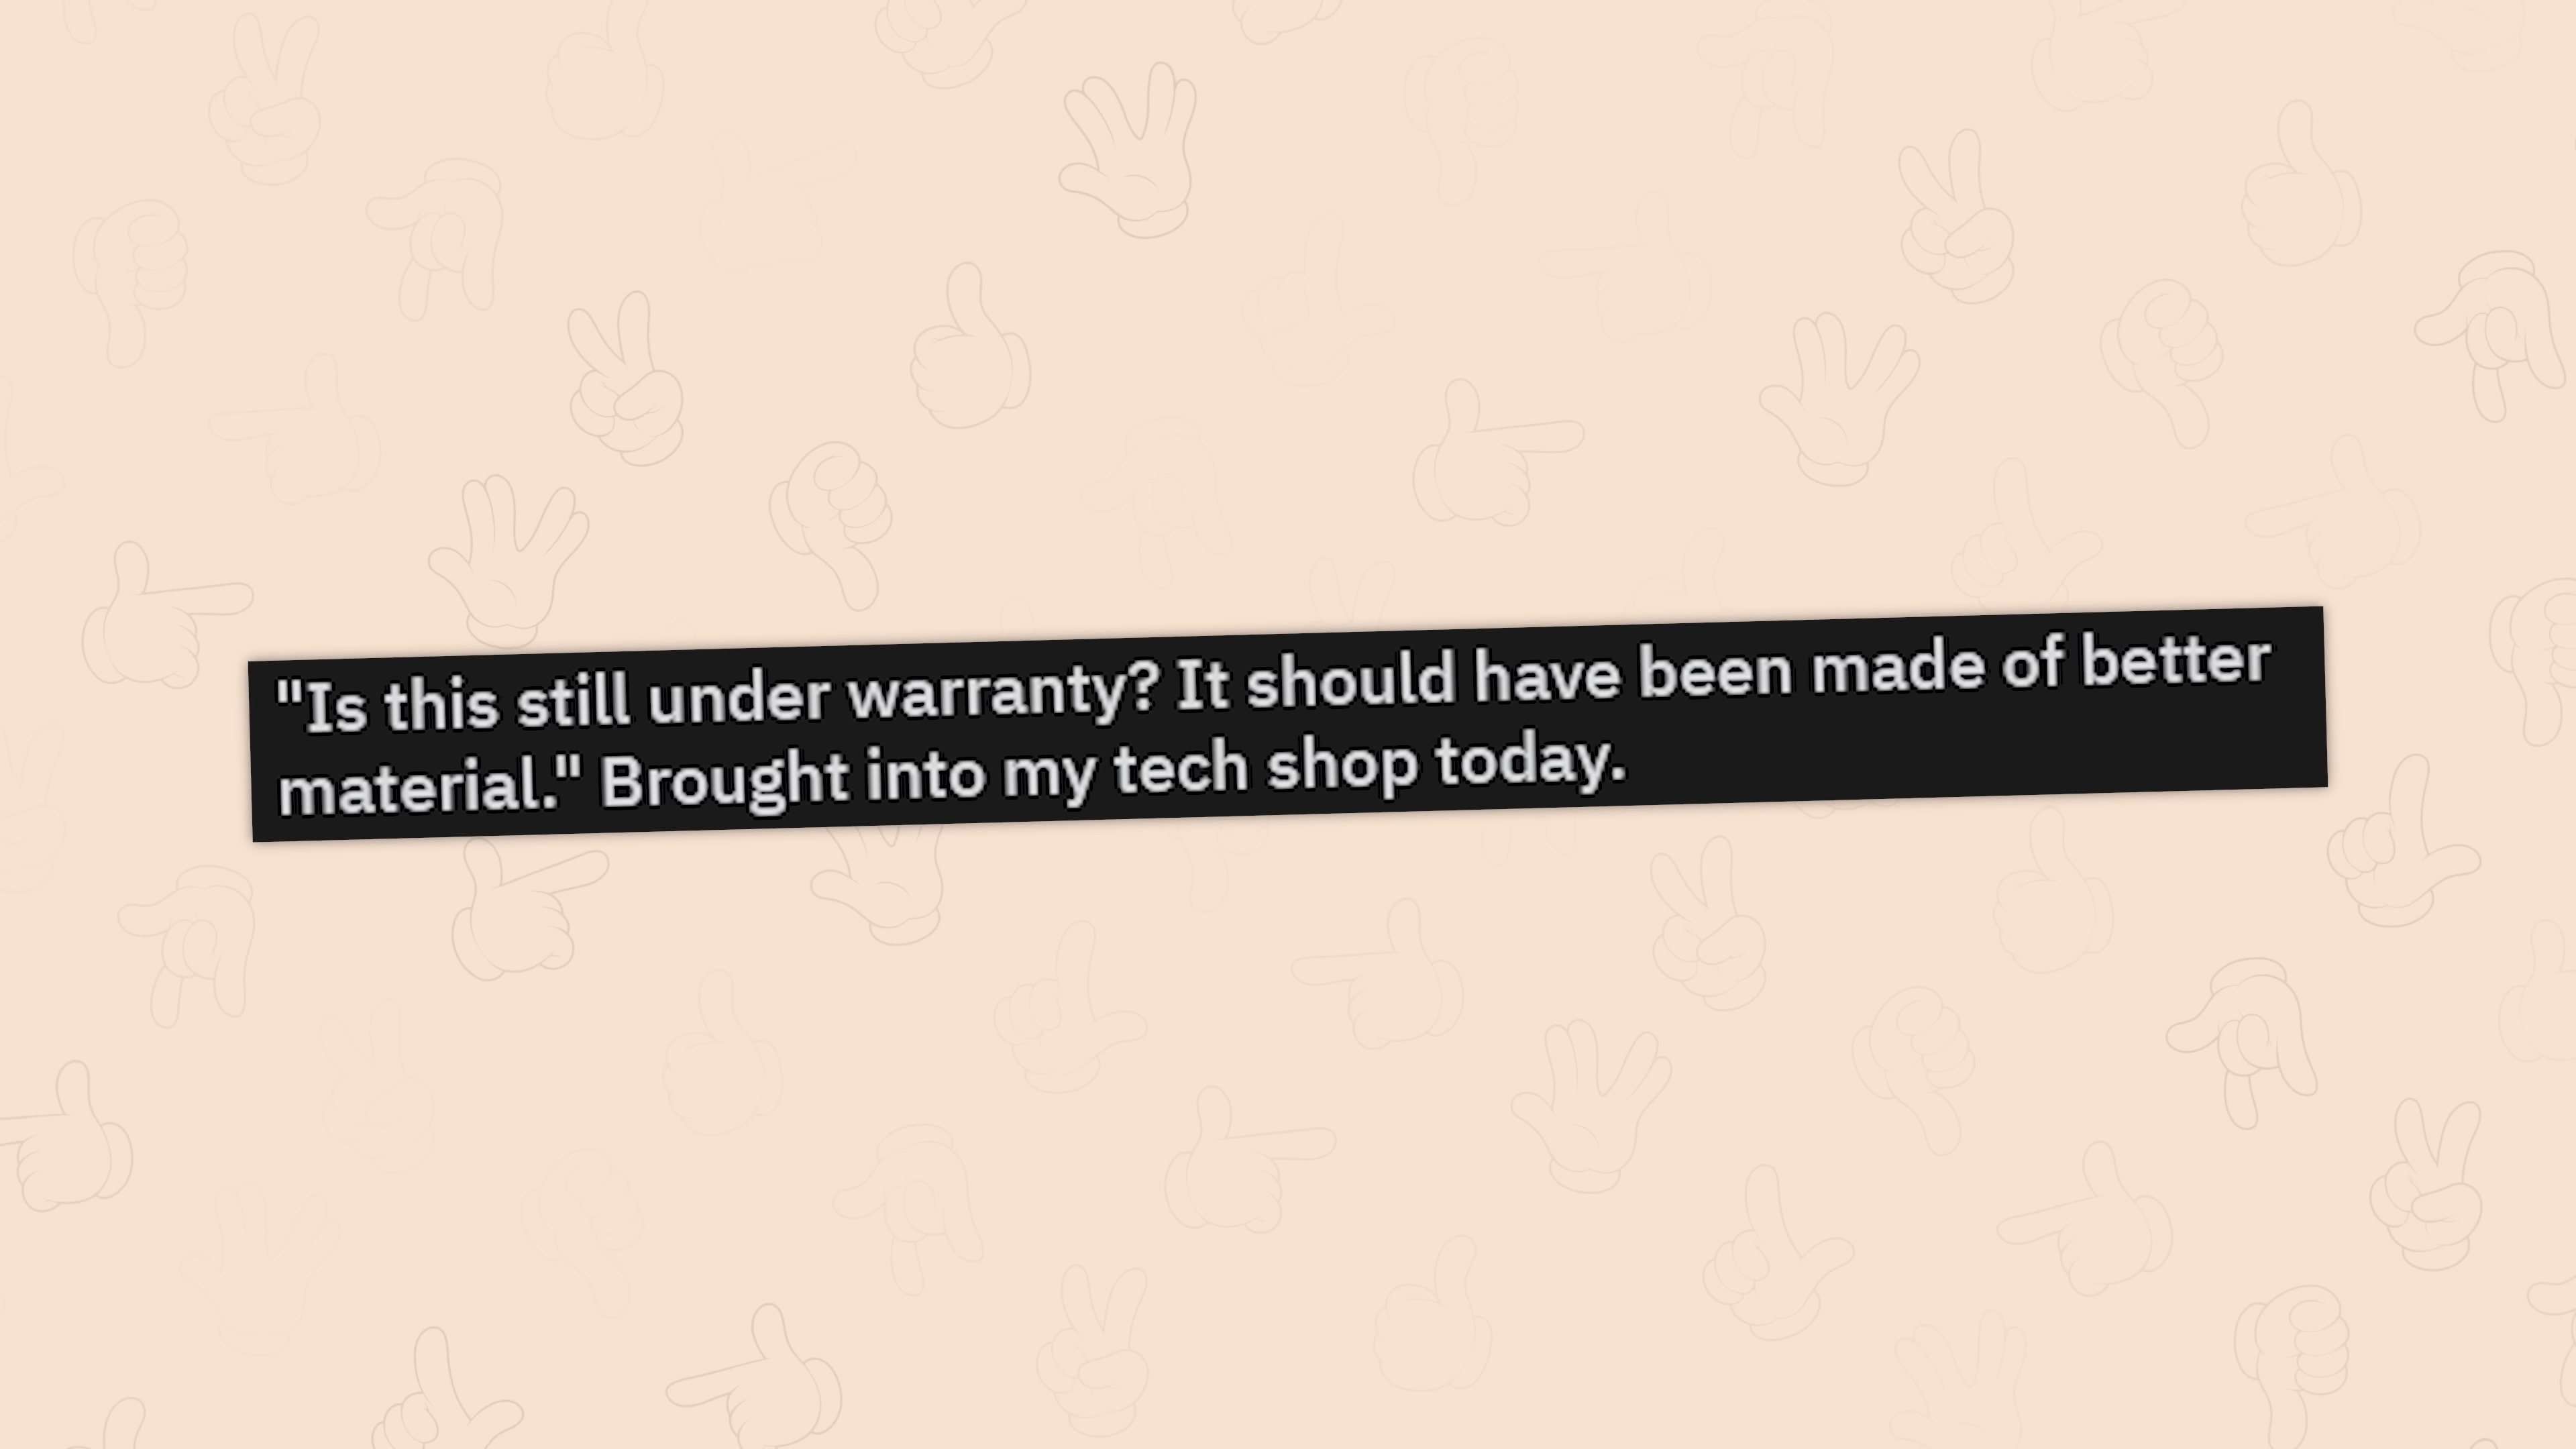 "Is this still under warranty? It should have been made of better
material." Brought into my tech shop today.